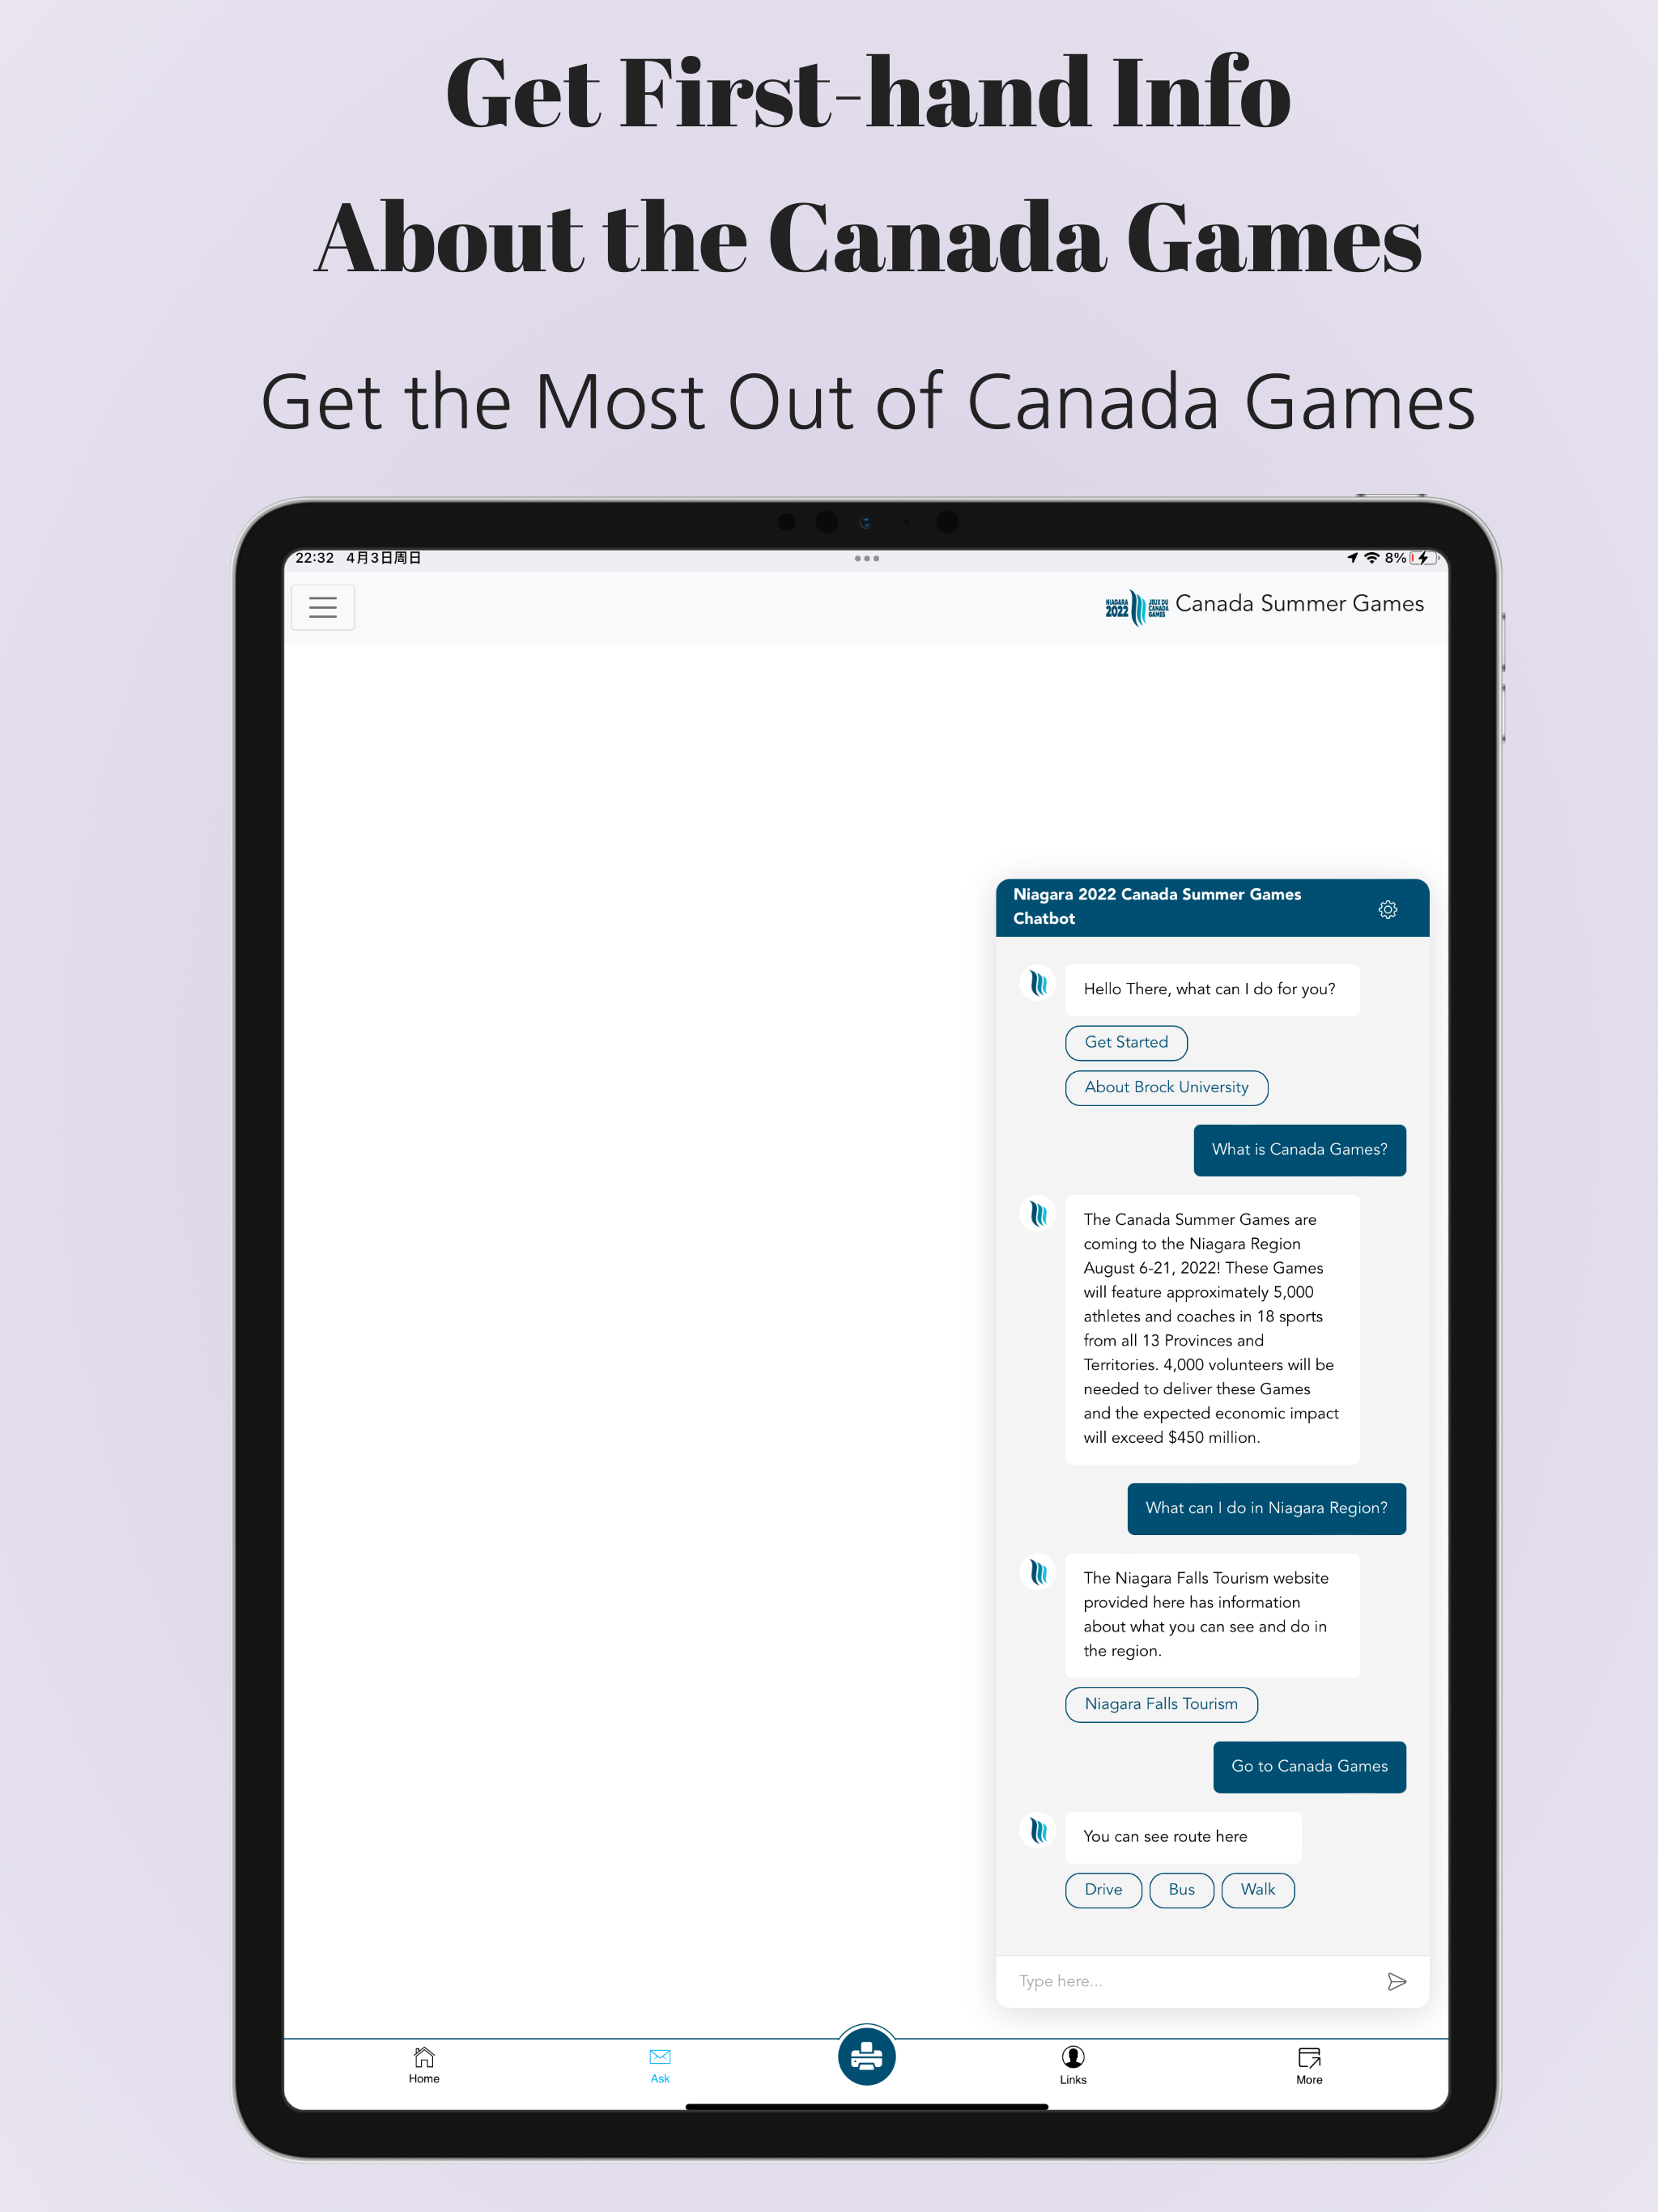 Get First-hand Info
About the Canada Games
Get the Most Out of Canada Games
22:32 4月3日周日
8%
NIAGARA 2022
JEUX DU CANADA GAMES
Canada Summer Games
Niagara 2022 Canada Summer Games
Chatbot
Hello There, what can I do for you?
Get Started
About Brock University
What is Canada Games?
The Canada Summer Games are
coming to the Niagara Region
August 6-21, 2022! These Games
will feature approximately 5,000
athletes and coaches in 18 sports
from all 13 Provinces and
Territories. 4,000 volunteers will be
needed to deliver these Games
and the expected economic impact
will exceed $450 million.
What can I do in Niagara Region?
The Niagara Falls Tourism website
provided here has information
about what you can see and do in
the region.
Niagara Falls Tourism
Go to Canada Games
You can see route here
Drive Bus Walk
Type here...
Home Ask Links More